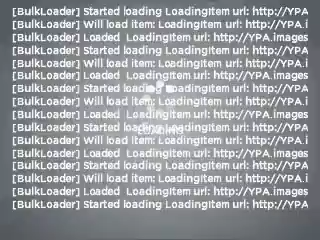 [BulkLoader] Started loading LoadingItem url: http://YPA
[BulkLoader] Will load item: LoadingItem url: http://YPA.i
[BulkLoader] Loaded LoadingItem url: http://YPA.images
[BulkLoader] Started loading LoadingItem url: http://YPA
[BulkLoader] Will load item: LoadingItem url: http://YPA.i
[BulkLoader] Loaded LoadingItem url: http://YPA.images
[BulkLoader] Started loading LoadingItem url: http://YPA
[BulkLoader] Will load item: LoadingItem url: http://YPA.i
[BulkLoader] Loaded LoadingItem url: http://YPA.images
[BulkLoader] Started loading LoadingItem url: http://YPA
[BulkLoader] Will load item: LoadingItem url: http://YPA.i
[BulkLoader] Loaded LoadingItem url: http://YPA.images
[BulkLoader] Started loading LoadingItem url: http://YPA
[BulkLoader] Will load item: LoadingItem url: http://YPA.i
[BulkLoader] Loaded LoadingItem url: http://YPA.images
[BulkLoader] Started loading LoadingItem url: http://YPA